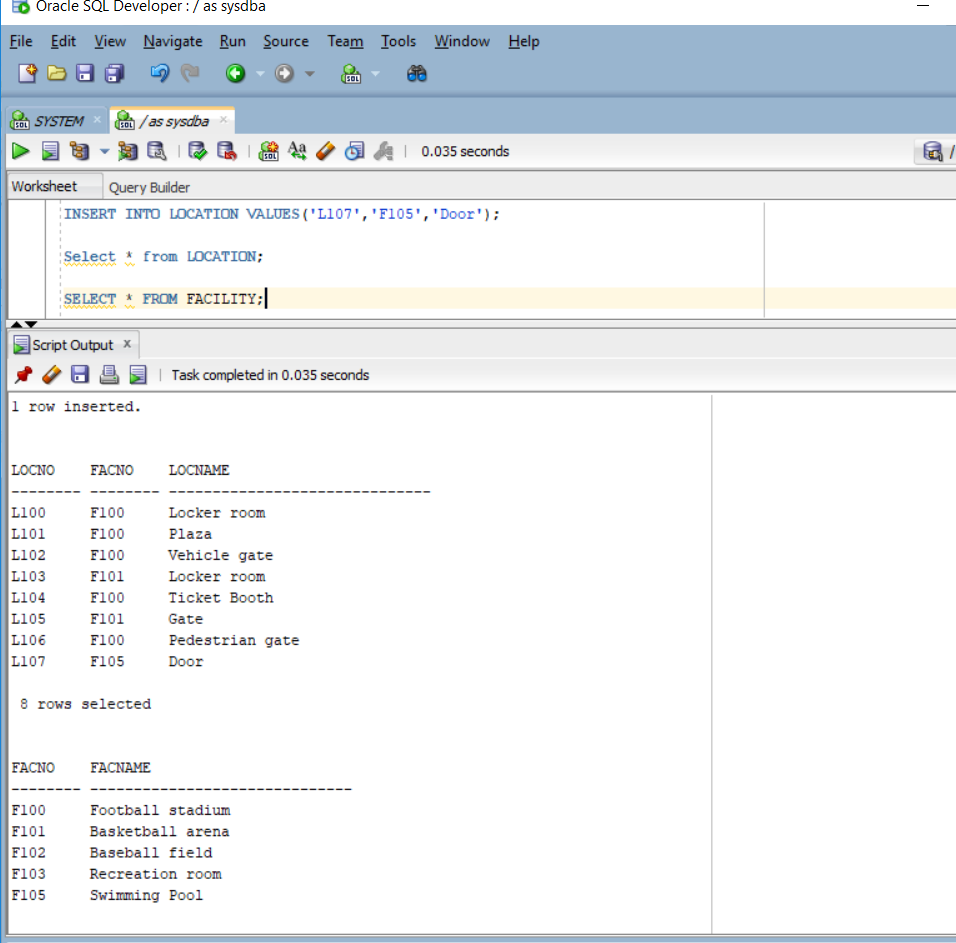 Oracle SQL Developer : / as sysdba
File Edit View Navigate Run Source Team Tools Window Help
SQL
SQL SYSTEM × SQL / as sysdba ×
SQL Aa 0.035 seconds /
Worksheet Query Builder
INSERT INTO LOCATION VALUES('L107','F105','Door');
Select * from LOCATION;
SELECT * FROM FACILITY;
Script Output ×
| Task completed in 0.035 seconds
1 row inserted.
LOCNO FACNO LOCNAME
-------- -------- ------------------------------
L100 F100 Locker room
L101 F100 Plaza
L102 F100 Vehicle gate
L103 F101 Locker room
L104 F100 Ticket Booth
L105 F101 Gate
L106 F100 Pedestrian gate
L107 F105 Door
8 rows selected
FACNO FACNAME
-------- ------------------------------
F100 Football stadium
F101 Basketball arena
F102 Baseball field
F103 Recreation room
F105 Swimming Pool